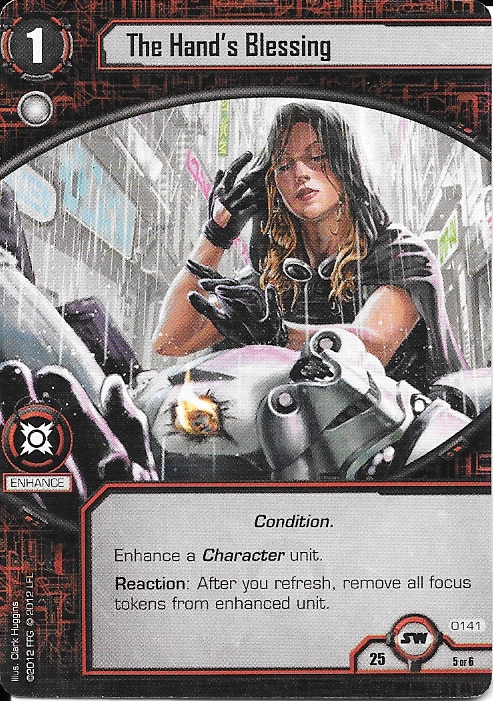 1
The Hand's Blessing
ENHANCE
Condition.
Enhance a Character unit.
Reaction: After you refresh, remove all focus
tokens from enhanced unit.
0141
SW
25
5 OF 6
Illus. Clark Huggins
©2012 FFG © 2012 LFL